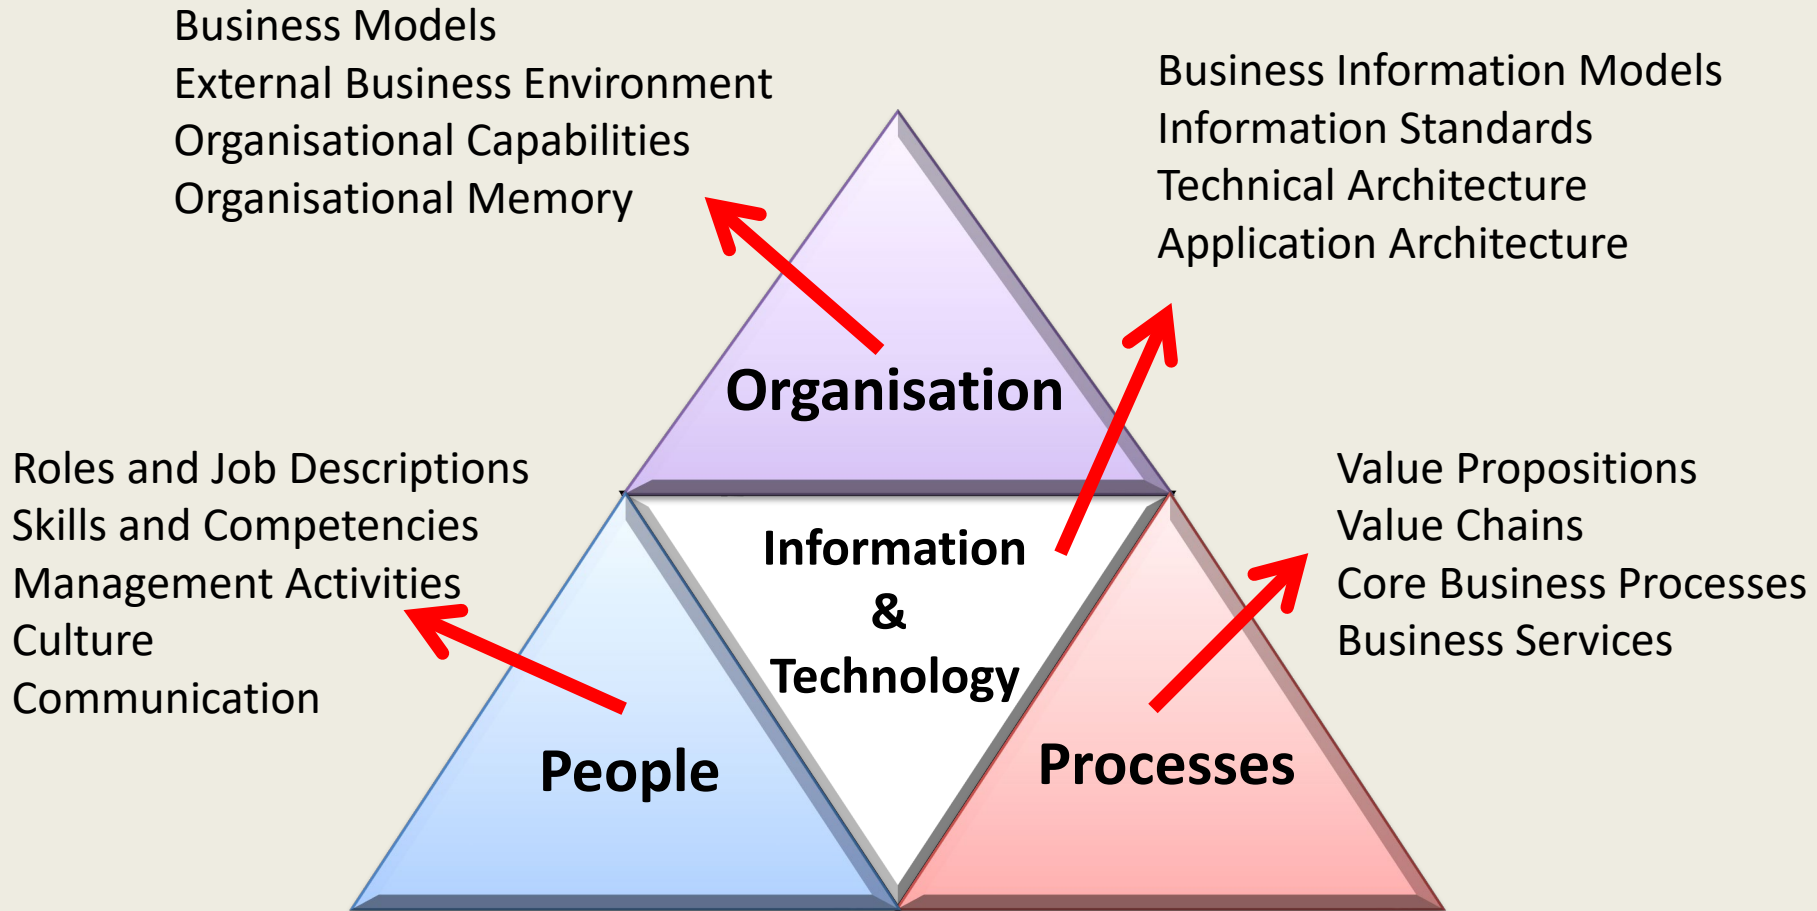 Business Models
External Business Environment
Organisational Capabilities
Organisational Memory
Business Information Models
Information Standards
Technical Architecture
Application Architecture
Organisation
Roles and Job Descriptions
Skills and Competencies
Management Activities
Culture
Communication
Information
&
Technology
Value Propositions
Value Chains
Core Business Processes
Business Services
People
Processes